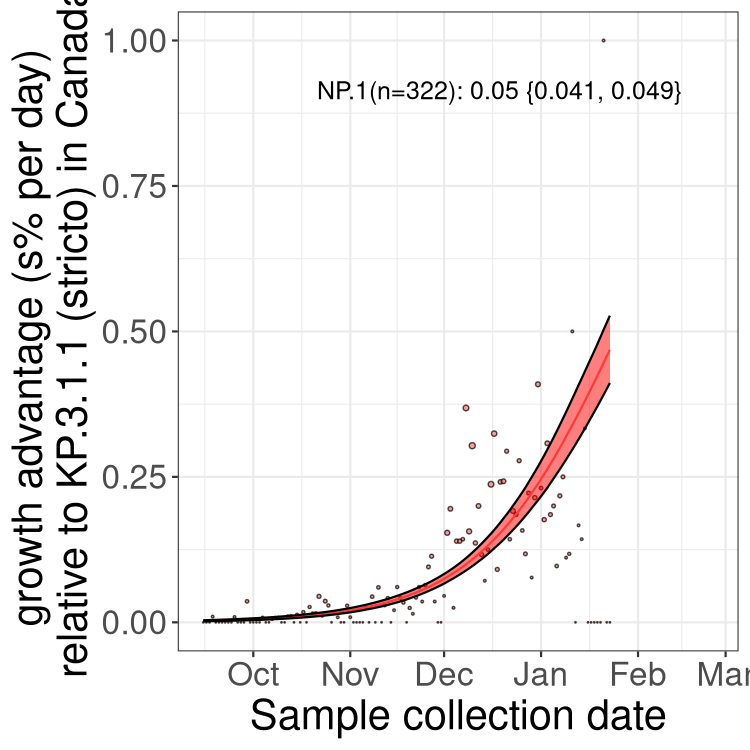 growth advantage (s% per day)
relative to KP.3.1.1 (stricto) in Canada
1.00
0.75
0.50
0.25
0.00
NP.1(n=322): 0.05 {0.041, 0.049}
Oct Nov Dec Jan Feb Mar
Sample collection date